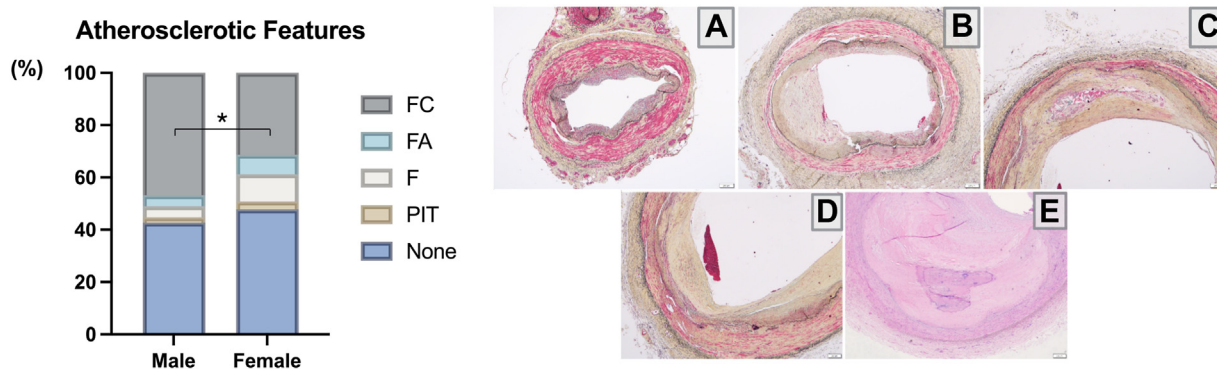 Atherosclerotic Features
(%)
100
80
60
40
20
0
*
Male
Female
FC
FA
F
PIT
None
A
B
C
D
E